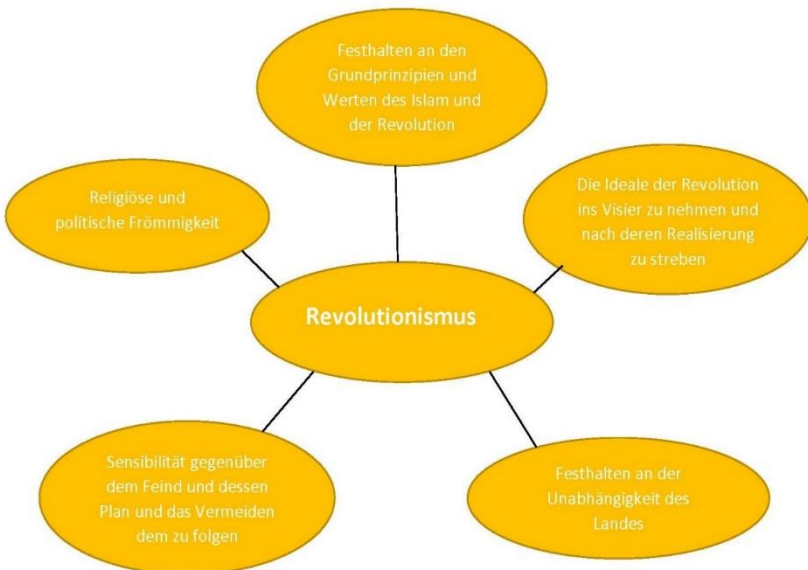 Festhalten an den
Grundprinzipien und
Werten des Islam und
der Revolution
Religiöse und
politische Frömmigkeit
Die Ideale der Revolution
ins Visier zu nehmen und
nach deren Realisierung
zu streben
Revolutionismus
Sensibilität gegenüber
dem Feind und dessen
Plan und das Vermeiden
dem zu folgen
Festhalten an der
Unabhängigkeit des
Landes